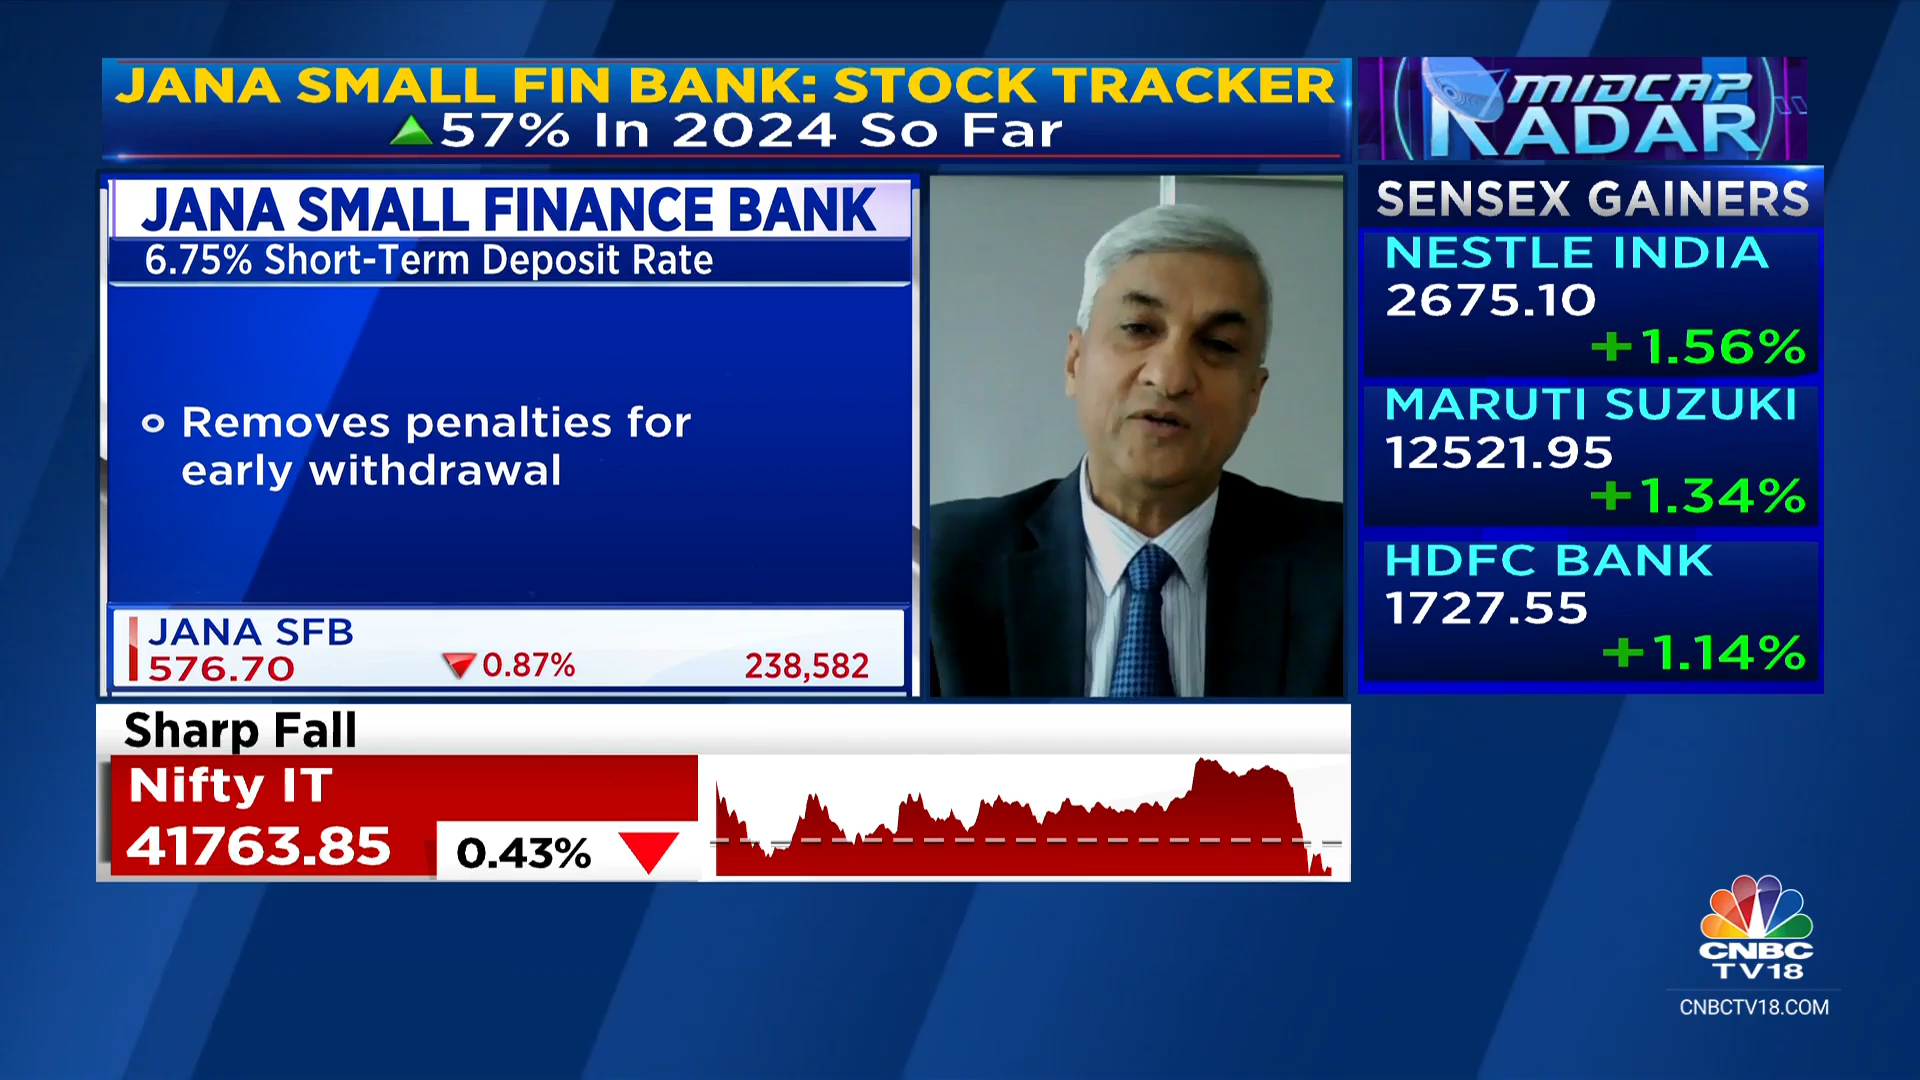 JANA SMALL FIN BANK: STOCK TRACKER
▲57% In 2024 So Far
MIDCAP
RADAR
JANA SMALL FINANCE BANK
6.75% Short-Term Deposit Rate
o Removes penalties for
early withdrawal
JANA SFB
576.70 ▼ 0.87% 238,582
SENSEX GAINERS
NESTLE INDIA
2675.10
+1.56%
MARUTI SUZUKI
12521.95
+1.34%
HDFC BANK
1727.55
+1.14%
Sharp Fall
Nifty IT
41763.85
0.43% ▼
CNBC
TV18
CNBCTV18.COM